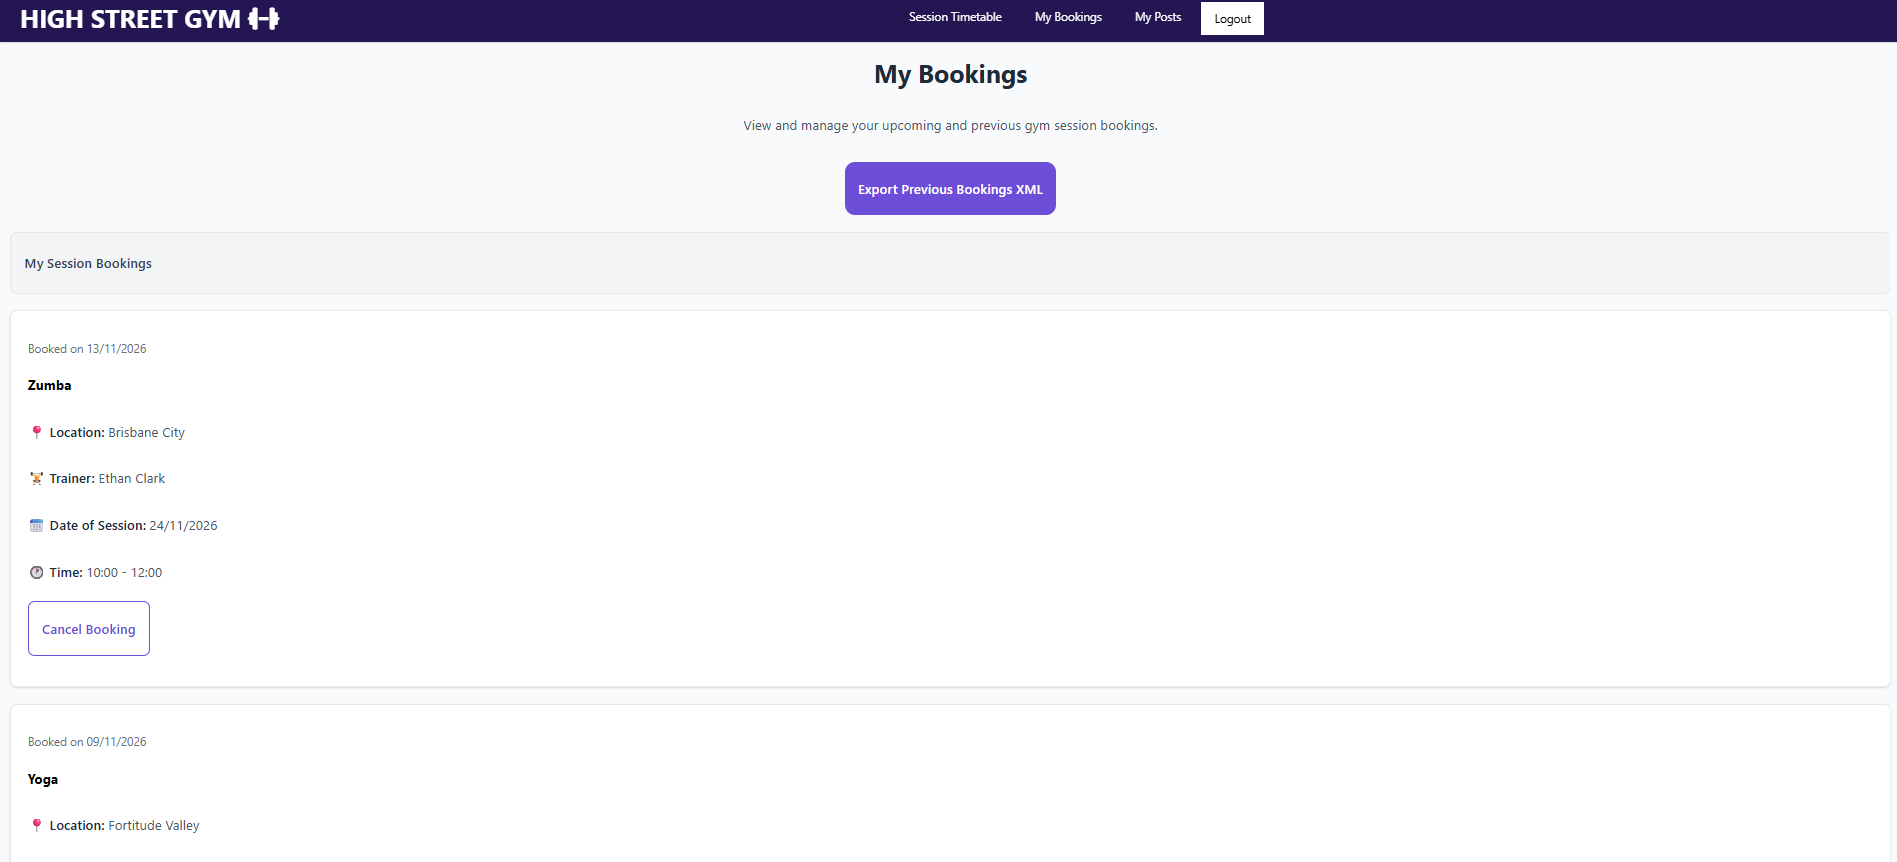 HIGH STREET GYM
Session Timetable
My Bookings
My Posts
Logout
My Bookings
View and manage your upcoming and previous gym session bookings.
Export Previous Bookings XML
My Session Bookings
Booked on 13/11/2026
Zumba
Location: Brisbane City
Trainer: Ethan Clark
Date of Session: 24/11/2026
Time: 10:00 - 12:00
Cancel Booking
Booked on 09/11/2026
Yoga
Location: Fortitude Valley